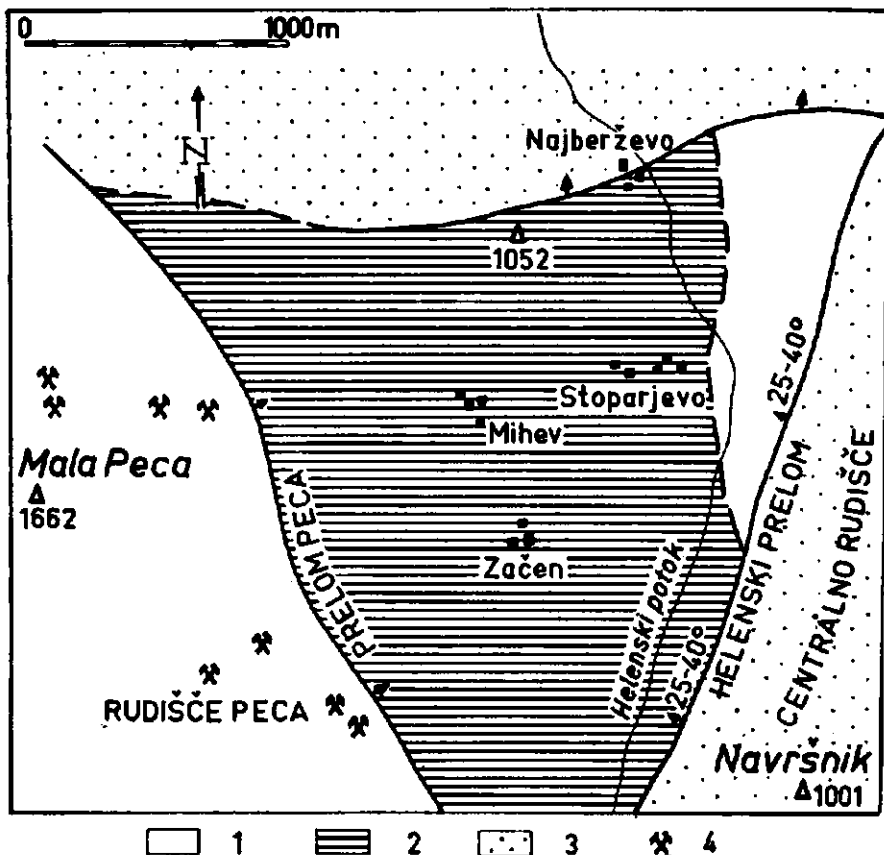 0 1000m
N
Najberževo
1052
Stoparjevo
25-40°
Mihev
Mala Peca
1662
PRELOM PECA
Začen
Helenski potok
25-40°
HELENSKI PRELOM
CENTRALNO RUDIŠČE
RUDIŠČE PECA
Navršnik
1001
1 2 3 4